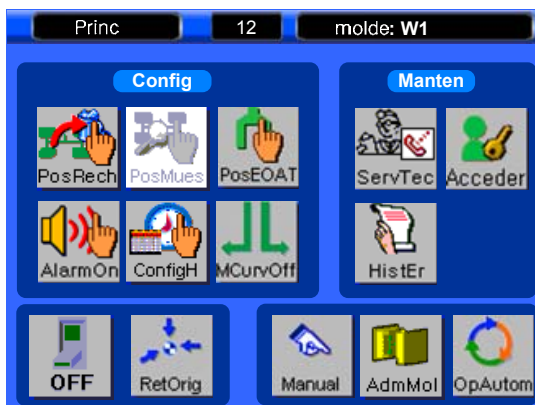 Princ 12 molde: W1
Config Manten
PosRech PosMues PosEOAT ServTec Acceder
AlarmOn ConfigH MCurvOff HistEr
OFF RetOrig Manual AdmMol OpAutom